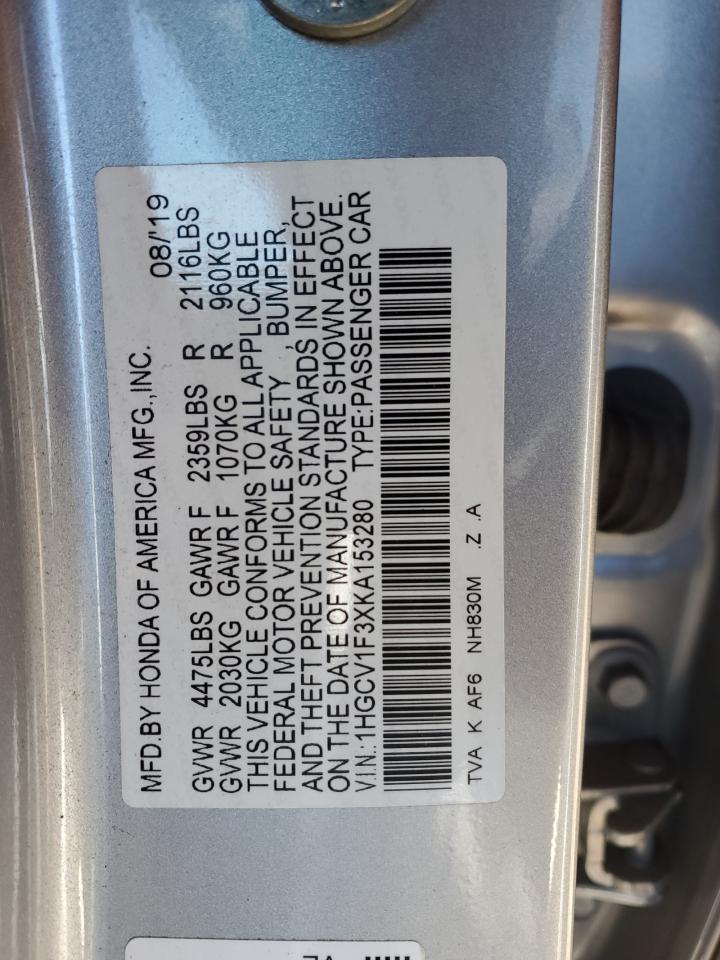 MFD.BY HONDA OF AMERICA MFG.,INC. 08/'19
GVWR 4475LBS GAWR F 2359LBS R 2116LBS
GVWR 2030KG GAWR F 1070KG R 960KG
THIS VEHICLE CONFORMS TO ALL APPLICABLE
FEDERAL MOTOR VEHICLE SAFETY , BUMPER,
AND THEFT PREVENTION STANDARDS IN EFFECT
ON THE DATE OF MANUFACTURE SHOWN ABOVE.
V.I.N.:1HGCV1F3XKA153280 TYPE:PASSENGER CAR
TVA K AF6 NH830M .Z .A